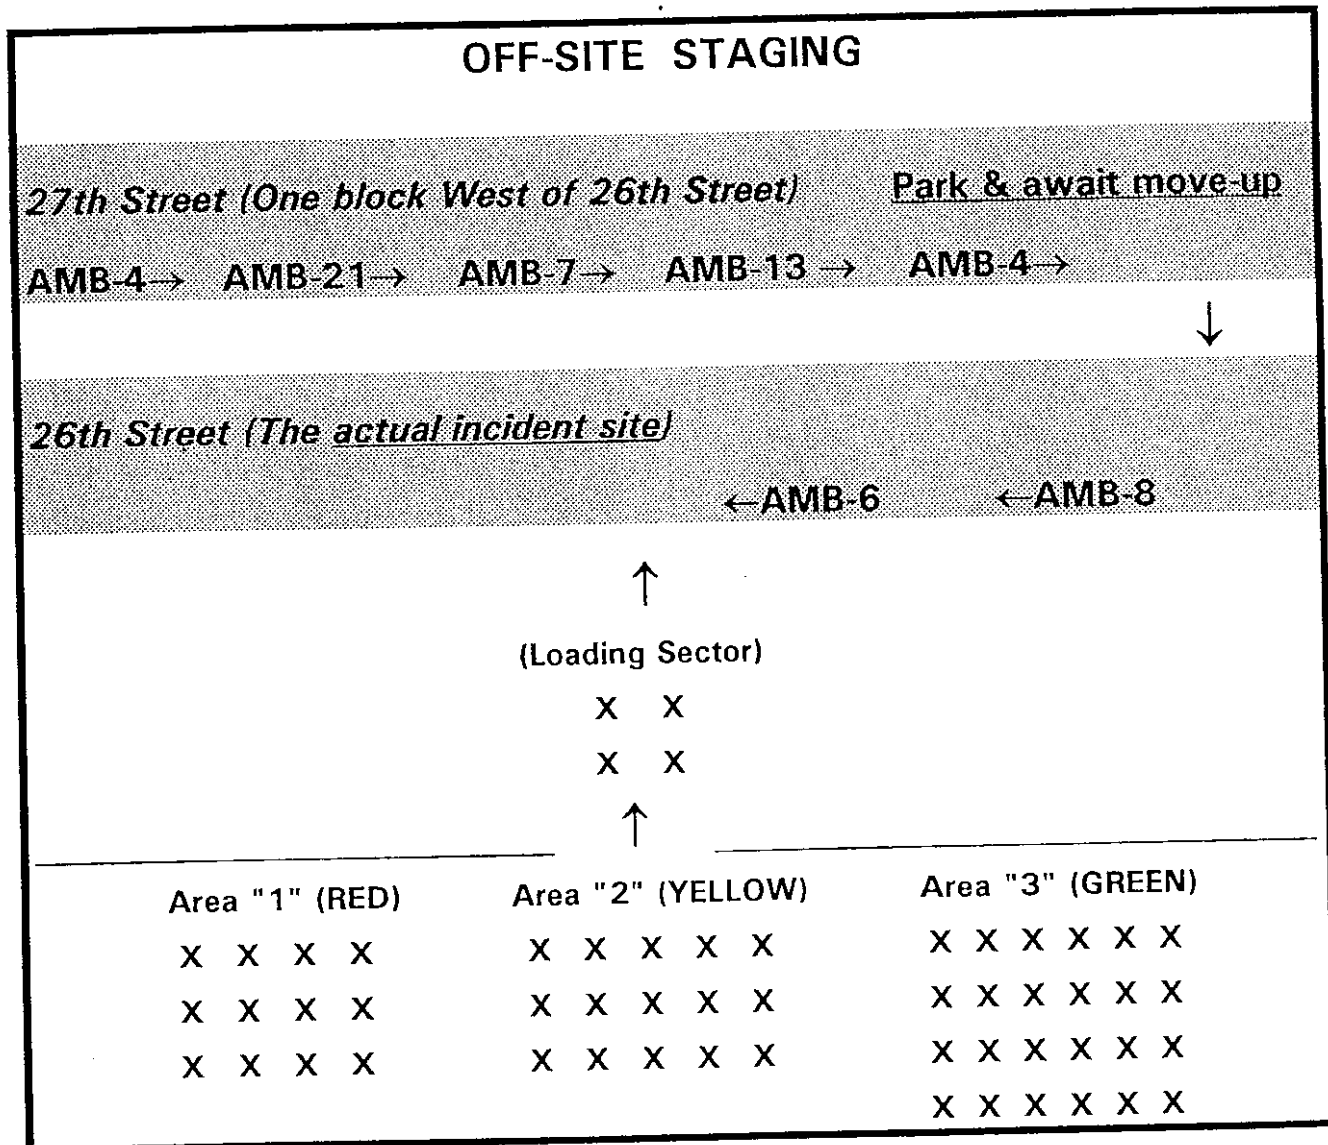 OFF-SITE STAGING
27th Street (One block West of 26th Street) Park & await move-up
AMB-4→ AMB-21→ AMB-7→ AMB-13→ AMB-4→
↓
26th Street (The actual incident site)
←AMB-6 ←AMB-8
↑
(Loading Sector)
X X
X X
↑
Area "1" (RED) Area "2" (YELLOW) Area "3" (GREEN)
X X X X X X X X X X X X X X X
X X X X X X X X X X X X X X X
X X X X X X X X X X X X X X X
X X X X X X